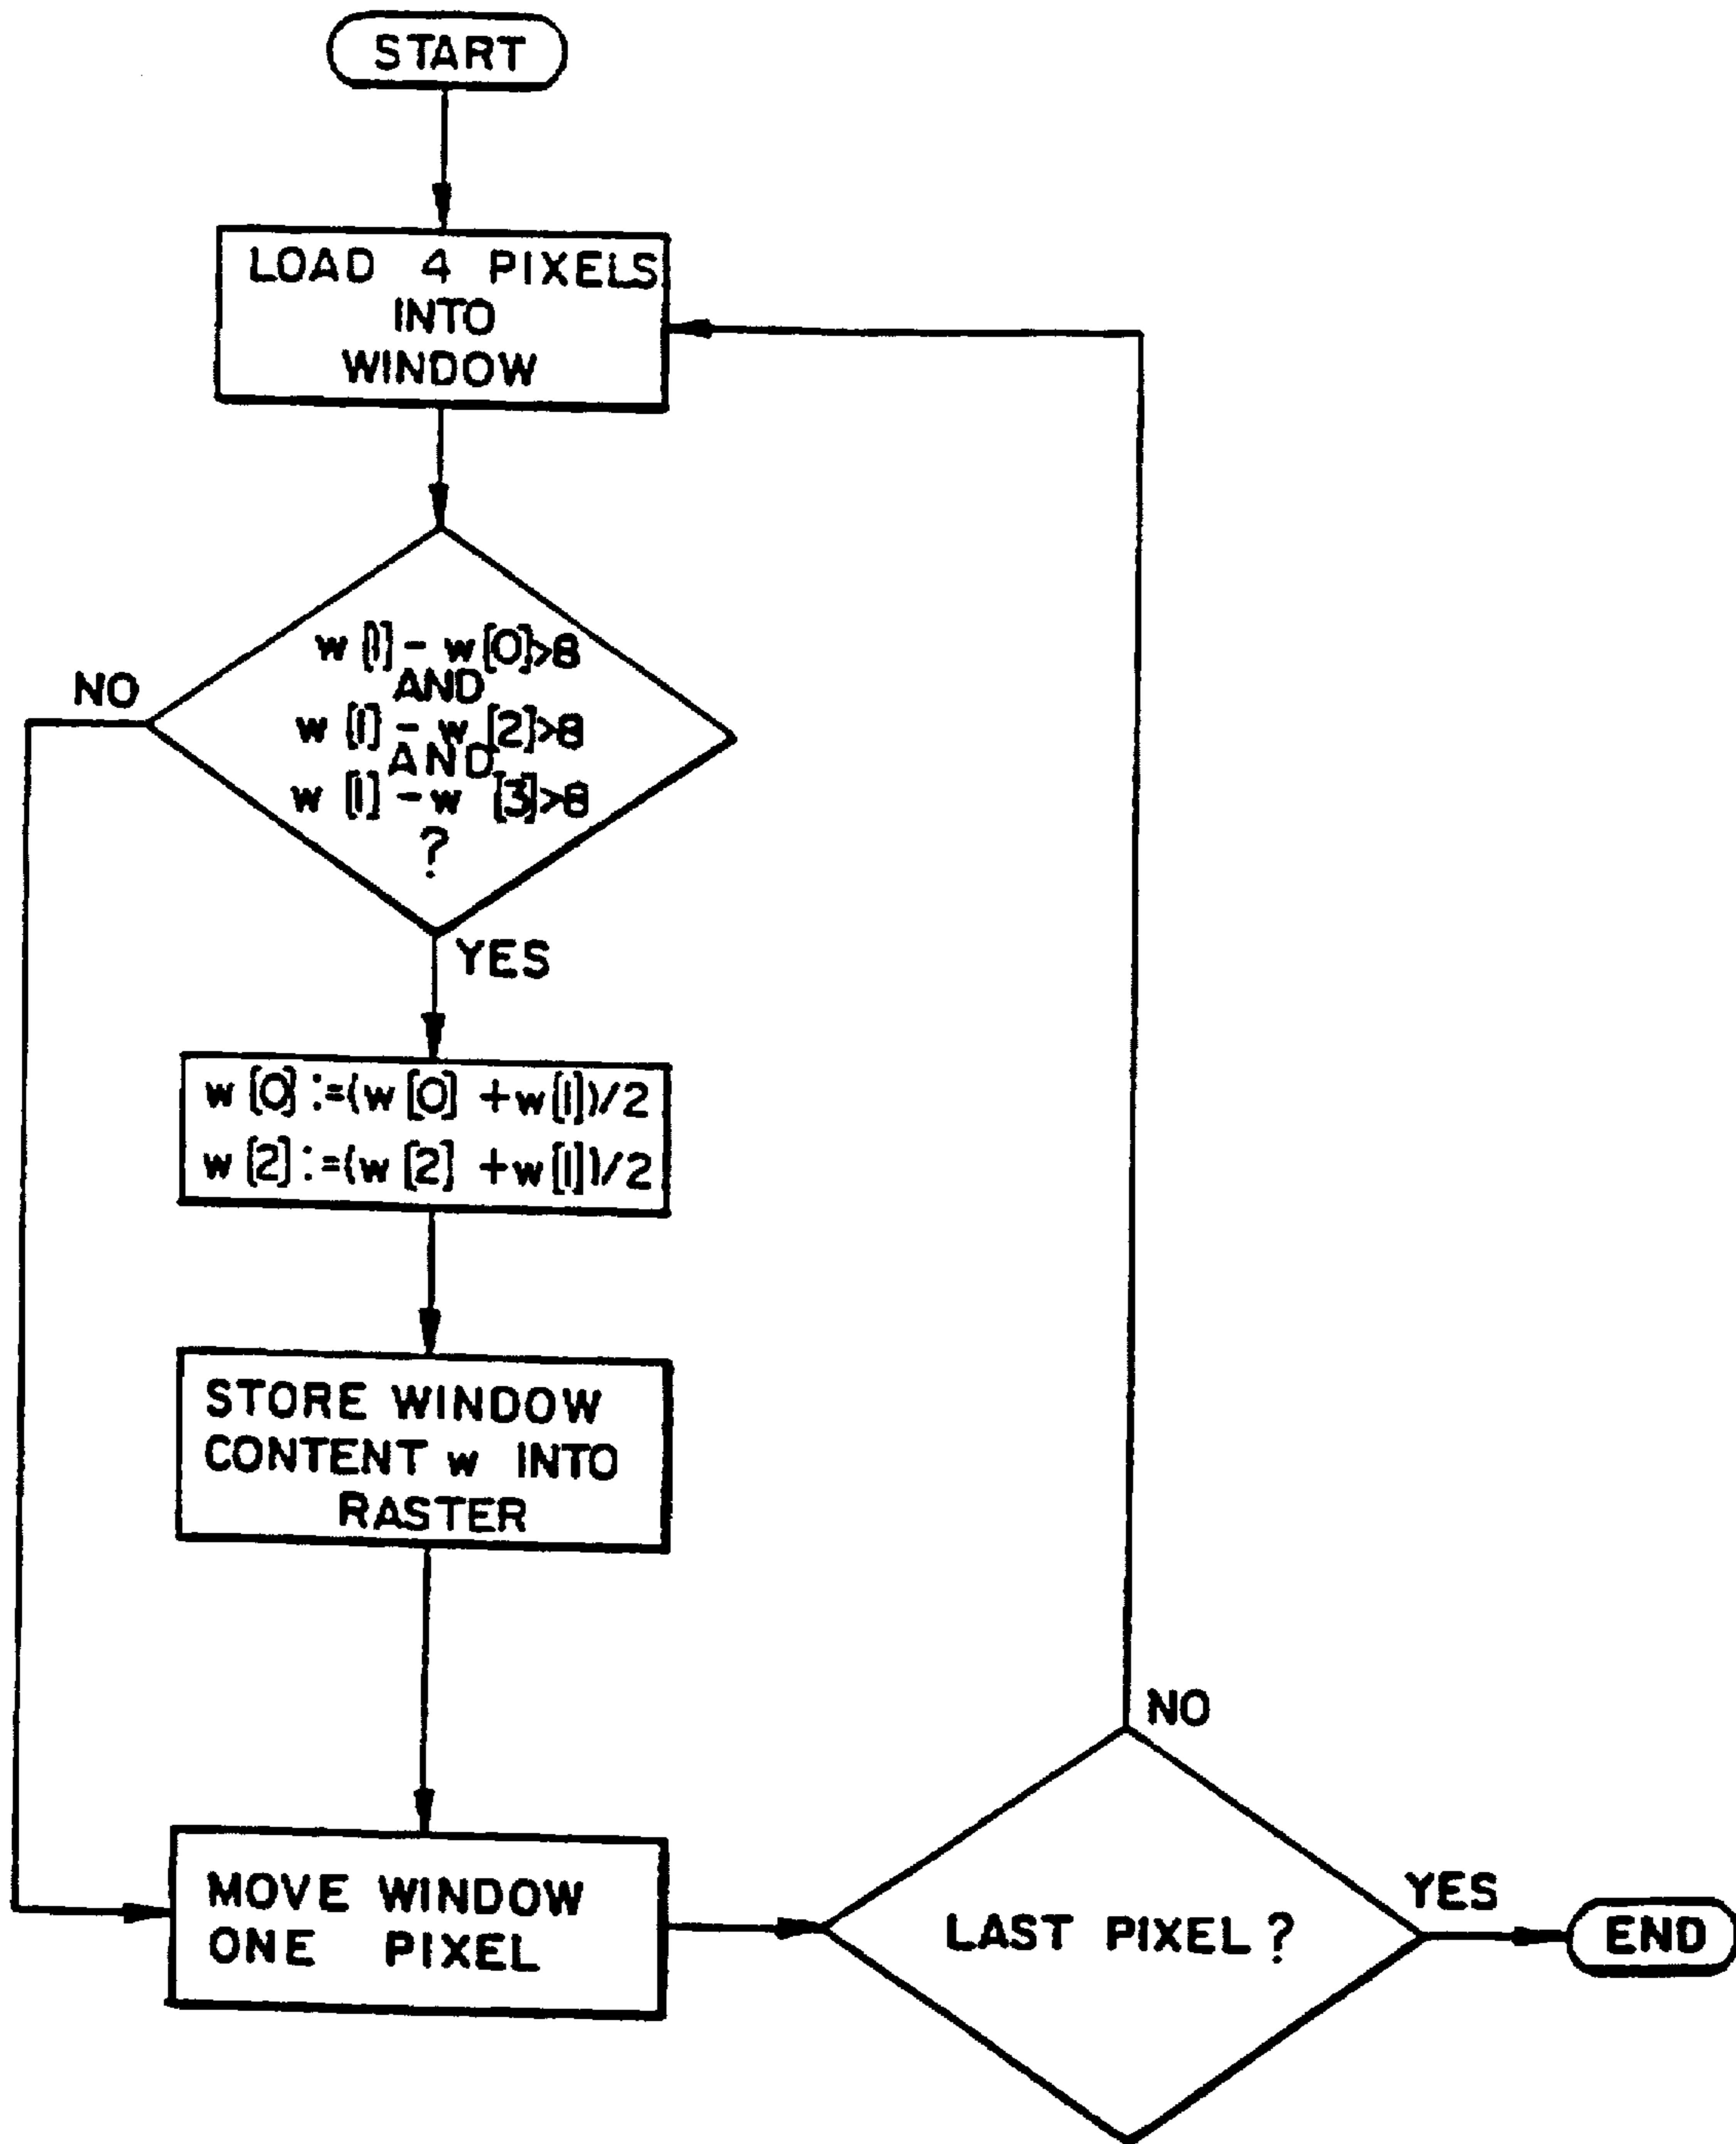 START
LOAD 4 PIXELS
INTO
WINDOW
w[1] - w[0]>8
AND
NO
w[1] - w[2]>8
AND
w[1] - w [3]>8
?
YES
w[0] :=(w[0] +w[1])/2
w[2] :=(w[2] +w[1])/2
STORE WINDOW
CONTENT w INTO
RASTER
NO
MOVE WINDOW
ONE PIXEL
LAST PIXEL ?
YES
END